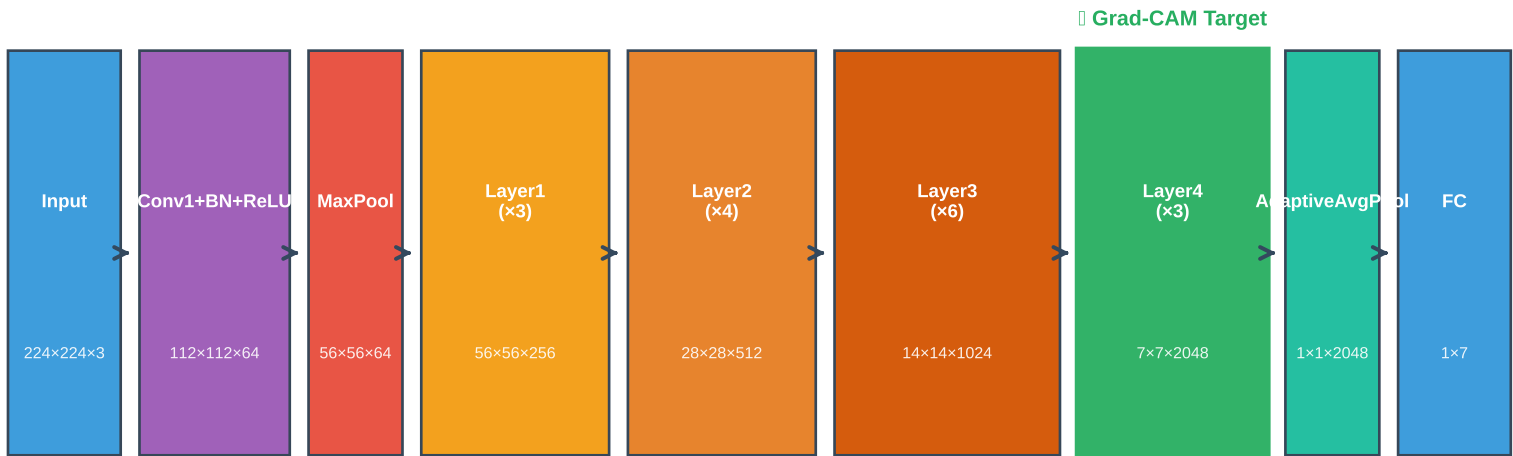 ▯ Grad-CAM Target
Input
Conv1+BN+ReLU
MaxPool
Layer1
(×3)
Layer2
(×4)
Layer3
(×6)
Layer4
(×3)
AdaptiveAvgPool
FC
224×224×3
112×112×64
56×56×64
56×56×256
28×28×512
14×14×1024
7×7×2048
1×1×2048
1×7